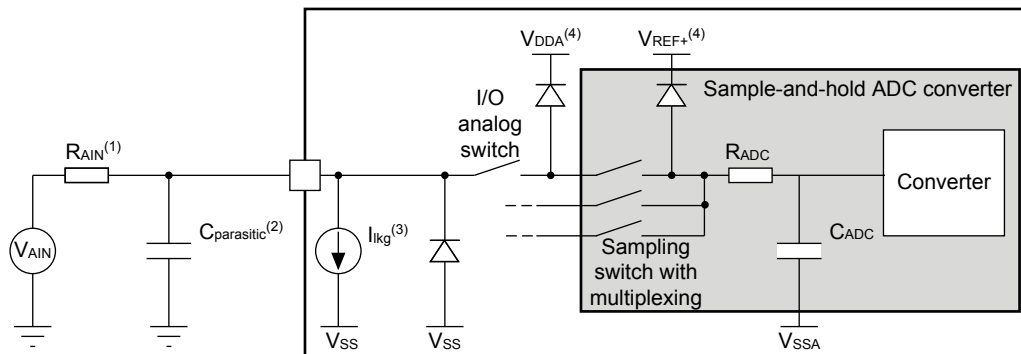 VDDA(4)
VREF+(4)
Sample-and-hold ADC converter
I/O
analog
switch
RAIN(1)
RADC
Converter
VAIN
Cparasitic(2)
Ilkg(3)
CADC
Sampling
switch with
multiplexing
VSS
VSS
VSSA